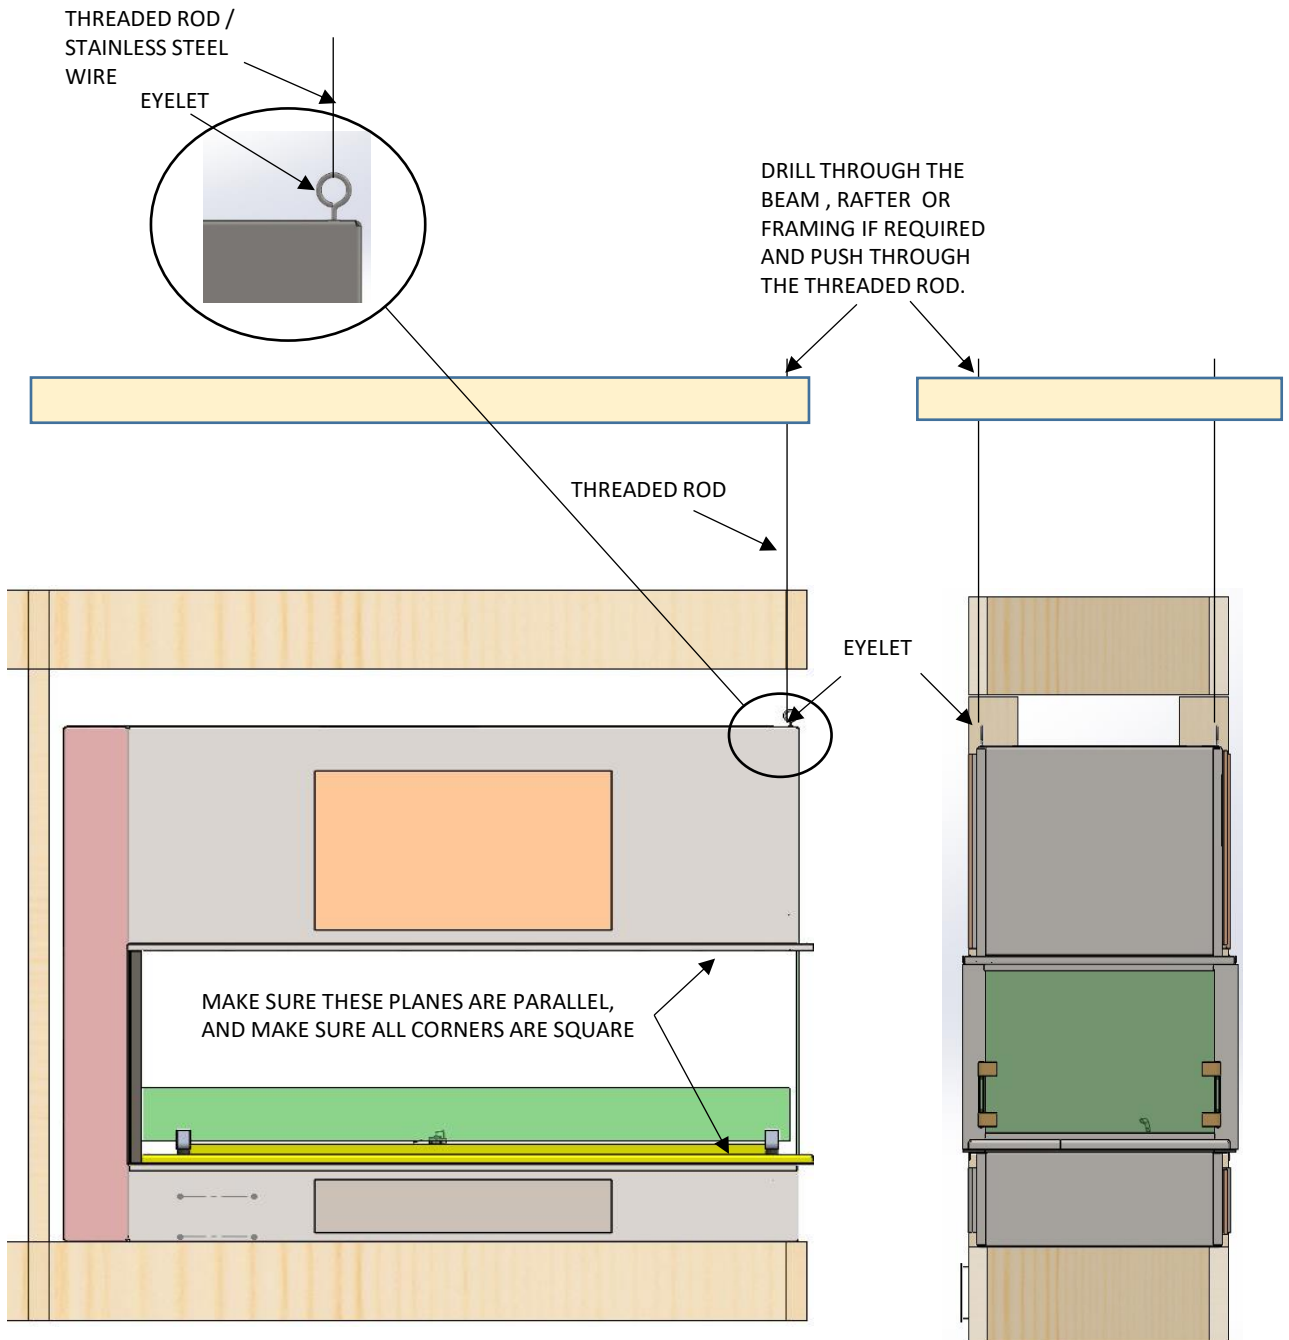 THREADED ROD /
STAINLESS STEEL
WIRE
EYELET
DRILL THROUGH THE
BEAM , RAFTER OR
FRAMING IF REQUIRED
AND PUSH THROUGH
THE THREADED ROD.
THREADED ROD
EYELET
MAKE SURE THESE PLANES ARE PARALLEL,
AND MAKE SURE ALL CORNERS ARE SQUARE